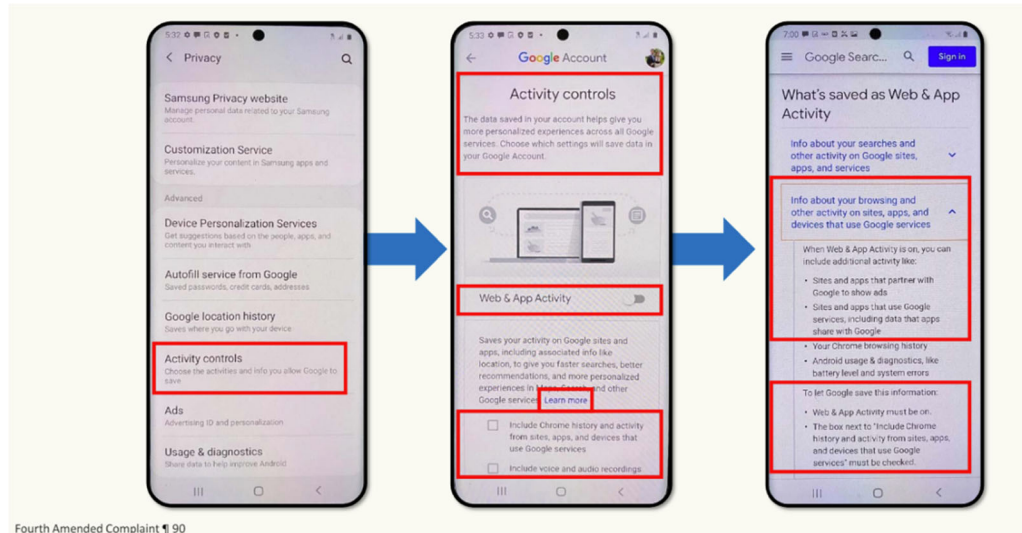 5:32
Privacy
Samsung Privacy website
Manage personal data related to your Samsung
account.
Customization Service
Personalize your content in Samsung apps and
services.
Advanced
Device Personalization Services
Get suggestions based on the people, apps, and
content you interact with
Autofill service from Google
Saved passwords, credit cards, addresses
Google location history
Saves where you go with your device
Activity controls
Choose the activities and info you allow Google to
save
Ads
Advertising ID and personalization
Usage & diagnostics
Share data to help improve Android
5:33
Google Account
Activity controls
The data saved in your account helps give you
more personalized experiences across all Google
services. Choose which settings will save data in
your Google Account.
Web & App Activity
Saves your activity on Google sites and
apps, including associated info like
location, to give you faster searches, better
recommendations, and more personalized
experiences in Maps, Search, and other
Google services. Learn more
Include Chrome history and activity
from sites, apps, and devices that
use Google services
Include voice and audio recordings
7:00
Google Searc... Sign in
What's saved as Web & App
Activity
Info about your searches and
other activity on Google sites,
apps, and services
Info about your browsing and
other activity on sites, apps, and
devices that use Google services
When Web & App Activity is on, you can
include additional activity like:
• Sites and apps that partner with
Google to show ads
• Sites and apps that use Google
services, including data that apps
share with Google
• Your Chrome browsing history
• Android usage & diagnostics, like
battery level and system errors
To let Google save this information:
• Web & App Activity must be on.
• The box next to "Include Chrome
history and activity from sites, apps,
and devices that use Google
services" must be checked.
Fourth Amended Complaint ¶ 90